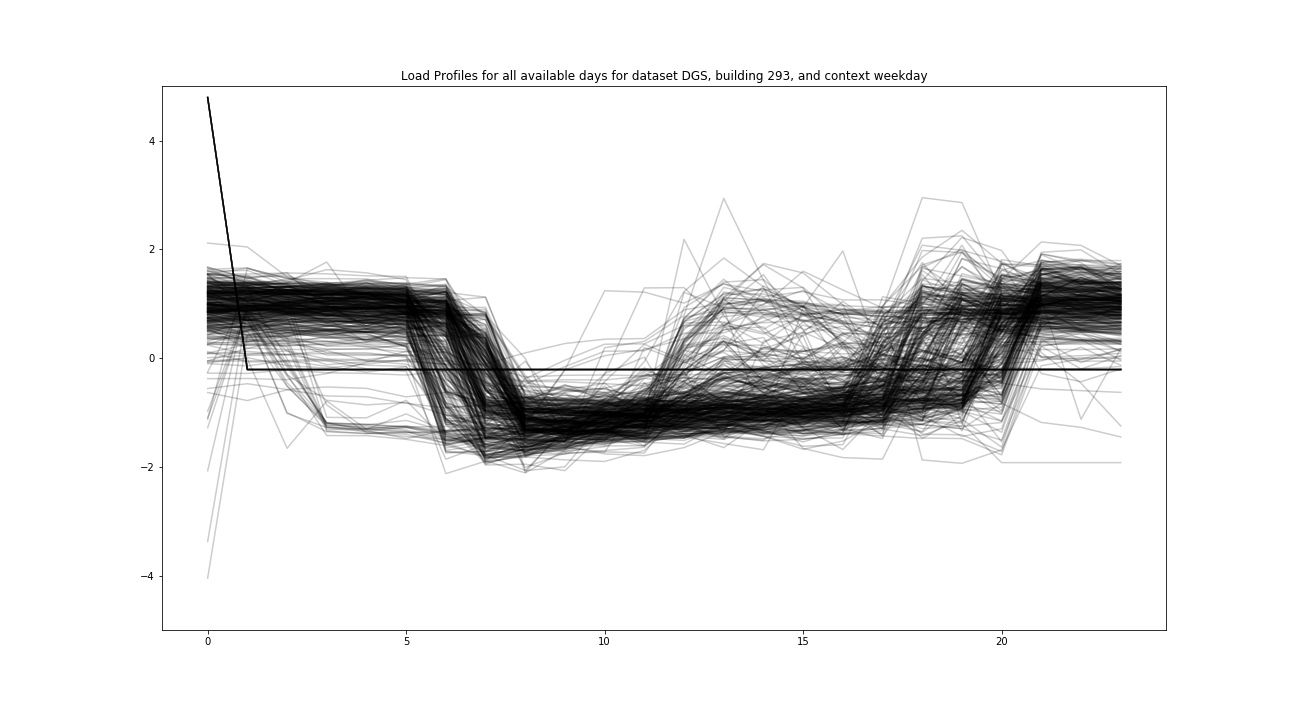 Load Profiles for all available days for dataset DGS, building 293, and context weekday
4
2
0
−2
−4
0 5 10 15 20